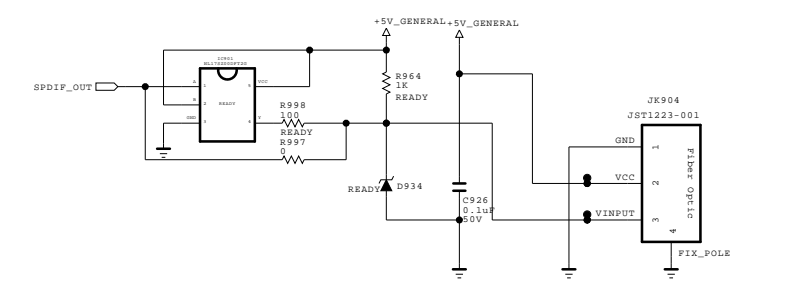 +5V_GENERAL
+5V_GENERAL
IC901
READY
A
B
GND
VCC
Y
1
2
3
5
4
SPDIF_OUT
R964
1K
READY
R998
100
READY
R997
0
READY
D934
C926
0.1uF
50V
JK904
JST1223-001
GND
VCC
VINPUT
1
2
3
4
Fiber Optic
FIX_POLE